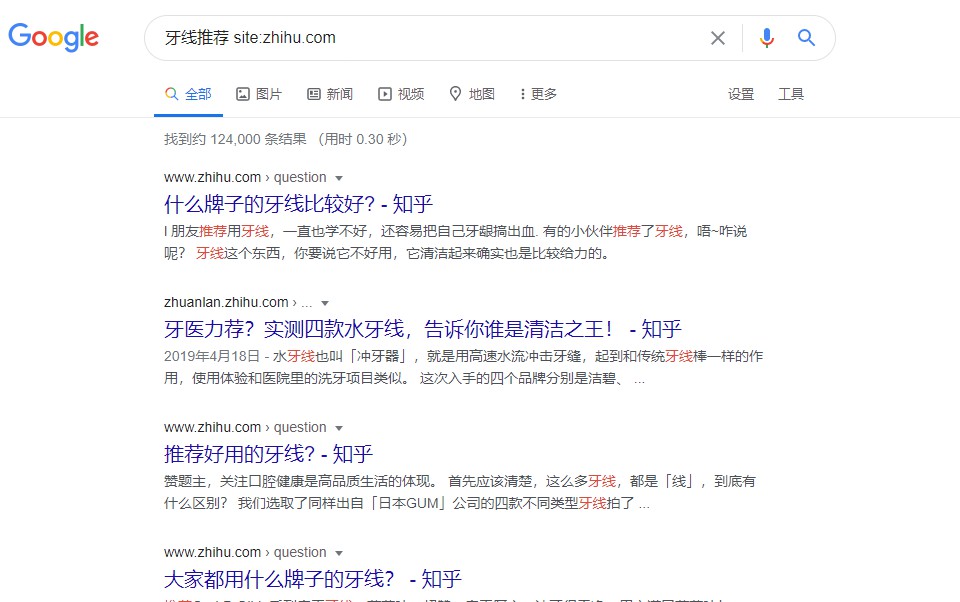 Google
牙线推荐 site:zhihu.com
全部 图片 新闻 视频 地图 更多 设置 工具
找到约 124,000 条结果 （用时 0.30 秒）
www.zhihu.com › question
什么牌子的牙线比较好? - 知乎
I 朋友推荐用牙线，一直也学不好，还容易把自己牙龈搞出血. 有的小伙伴推荐了牙线，唔~咋说
呢？ 牙线这个东西，你要说它不好用，它清洁起来确实也是比较给力的。
zhuanlan.zhihu.com › ...
牙医力荐？实测四款水牙线，告诉你谁是清洁之王！ - 知乎
2019年4月18日 - 水牙线也叫「冲牙器」，就是用高速水流冲击牙缝，起到和传统牙线棒一样的作
用，使用体验和医院里的洗牙项目类似。 这次入手的四个品牌分别是洁碧、 ...
www.zhihu.com › question
推荐好用的牙线? - 知乎
赞题主，关注口腔健康是高品质生活的体现。 首先应该清楚，这么多牙线，都是「线」，到底有
什么区别？ 我们选取了同样出自「日本GUM」公司的四款不同类型牙线拍了 ...
www.zhihu.com › question
大家都用什么牌子的牙线？ - 知乎